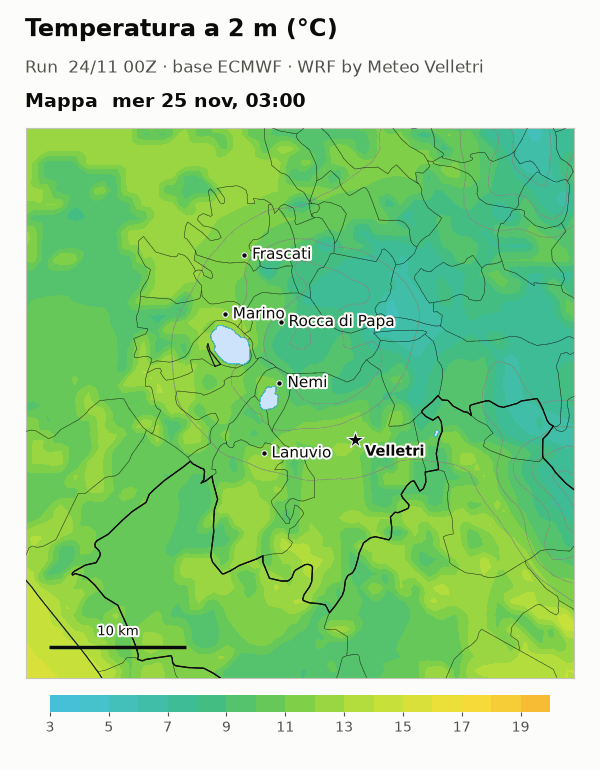 Temperatura a 2 m (°C)
Run  24/11 00Z · base ECMWF · WRF by Meteo Velletri
Mappa  mer 25 nov, 03:00
Frascati
Marino
Rocca di Papa
Nemi
Velletri
Lanuvio
10 km
3 5 7 9 11 13 15 17 19